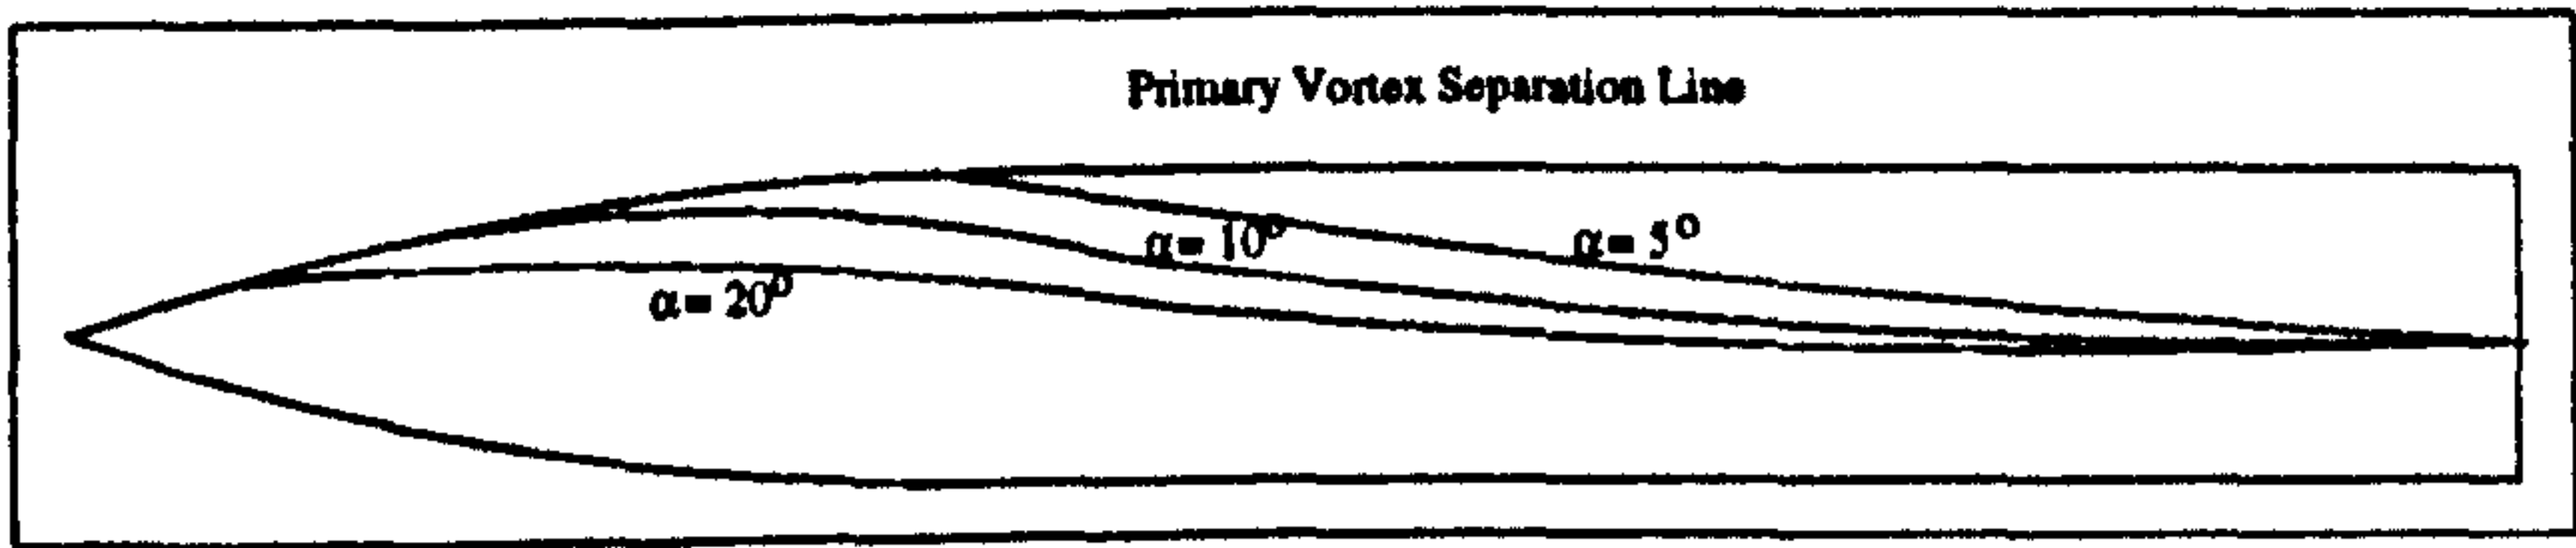 Primary Vortex Separation Line
α = 10°
α = 5°
α = 20°